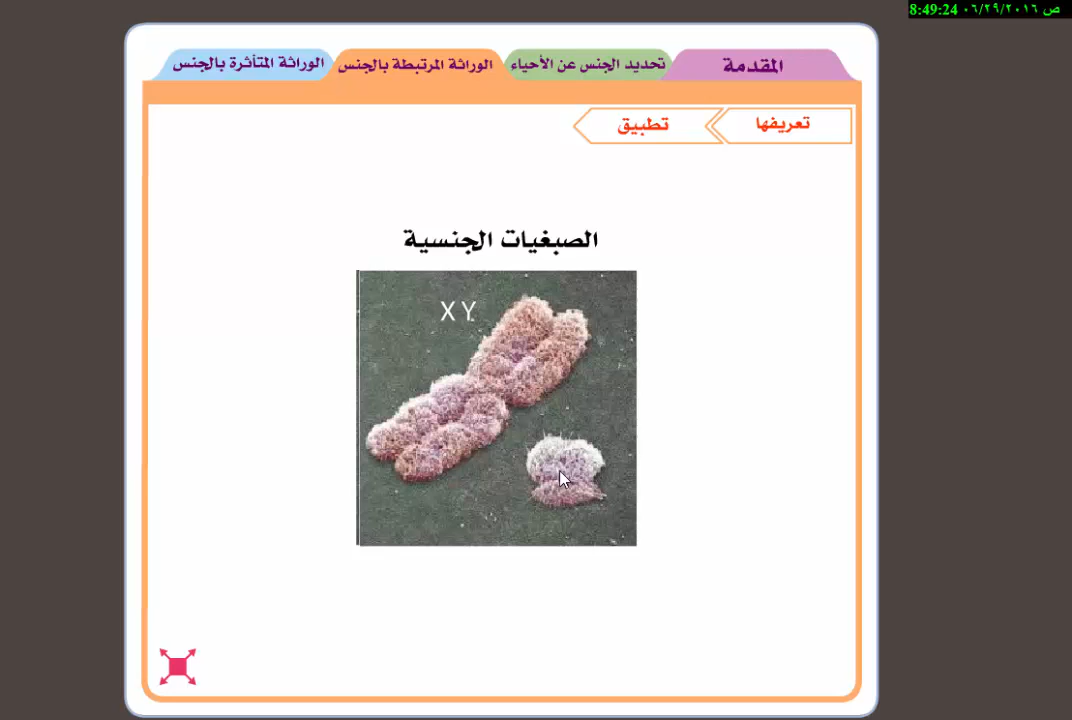 8:49:24 ٠٦/٢٩/٢٠١٦ ص
المقدمة
تحديد الجنس عن الأحياء
الوراثة المرتبطة بالجنس
الوراثة المتأثرة بالجنس
تعريفها
تطبيق
الصبغيات الجنسية
X Y